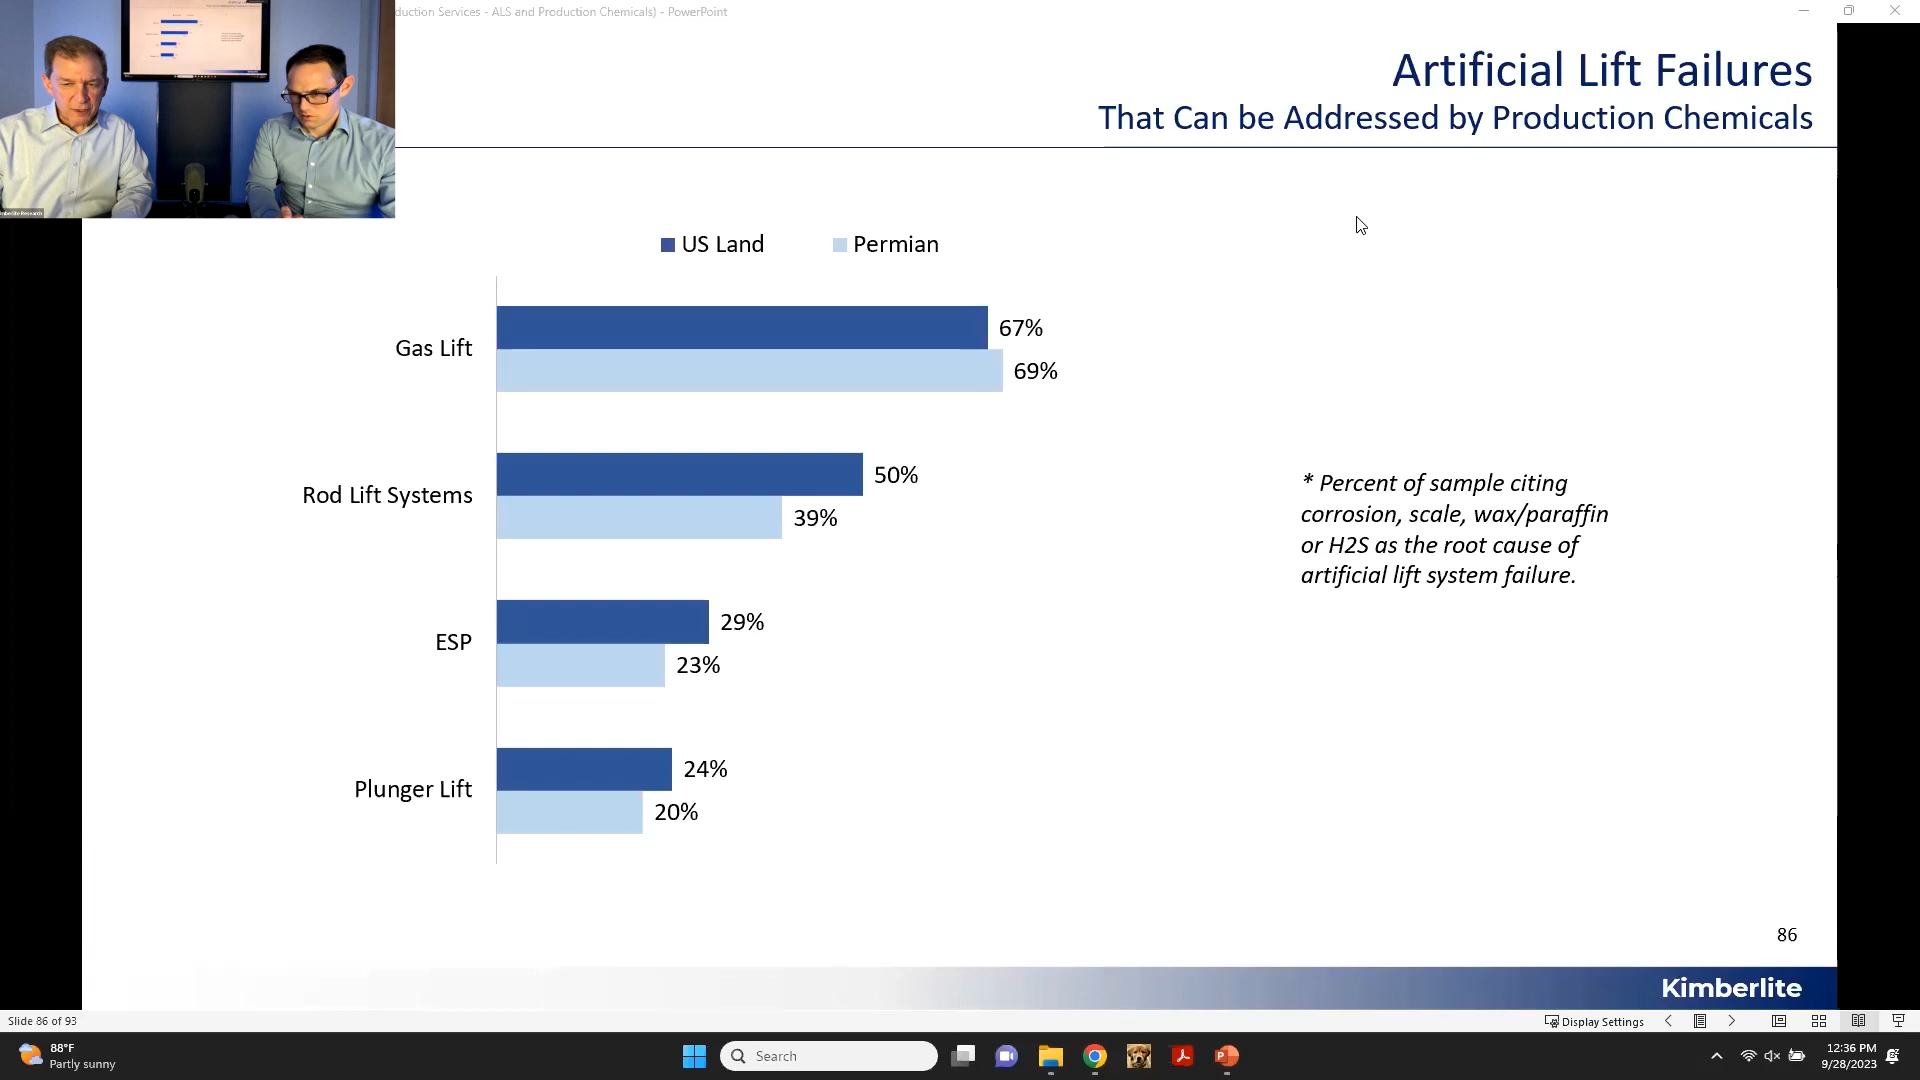 duction Services - ALS and Production Chemicals) - PowerPoint
Artificial Lift Failures
That Can be Addressed by Production Chemicals
US Land
Permian
Gas Lift
67%
69%
Rod Lift Systems
50%
39%
ESP
29%
23%
Plunger Lift
24%
20%
* Percent of sample citing
corrosion, scale, wax/paraffin
or H2S as the root cause of
artificial lift system failure.
86
Kimberlite
Slide 86 of 93
Display Settings
88°F
Partly sunny
Search
12:36 PM
9/28/2023